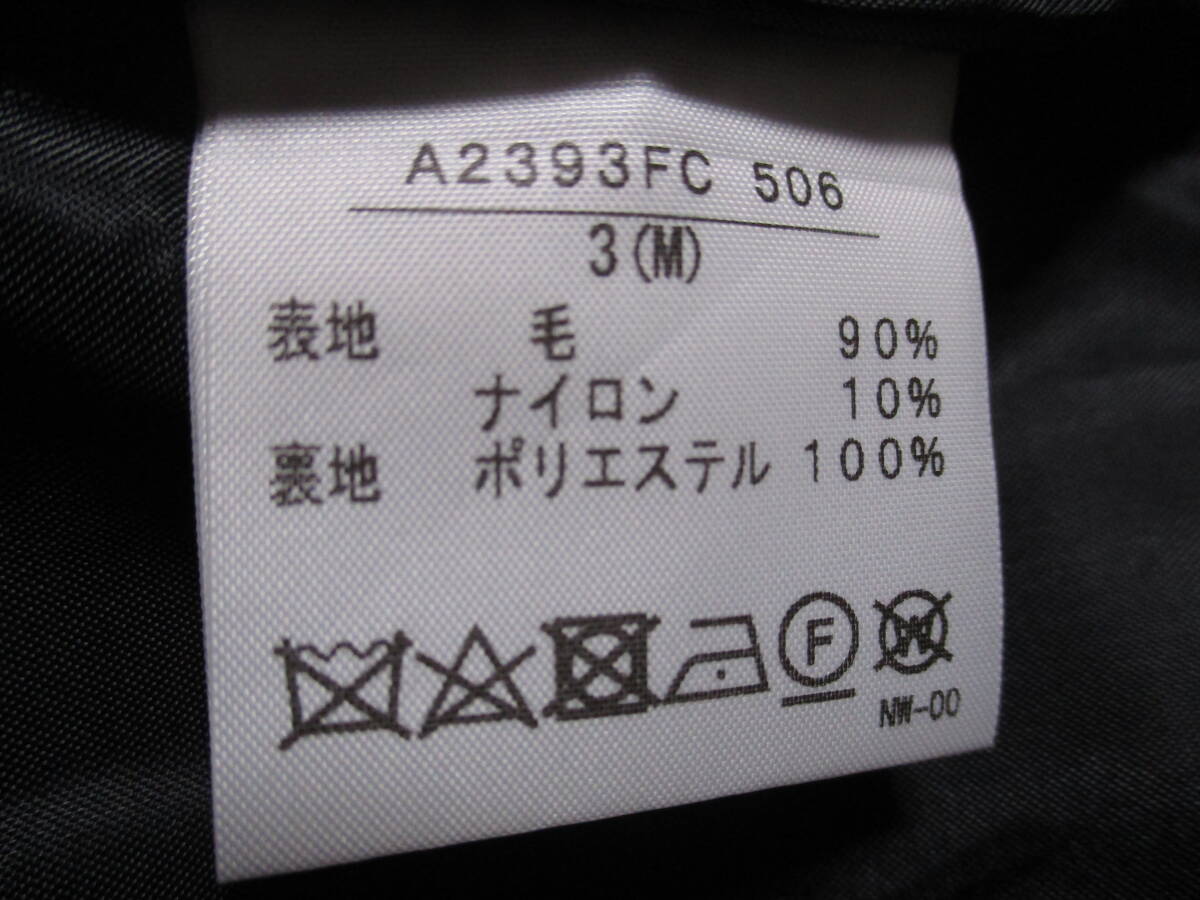 A2393FC 506
3(M)
表地 毛 90%
ナイロン 10%
裏地 ポリエステル 100%
F W
NW-00